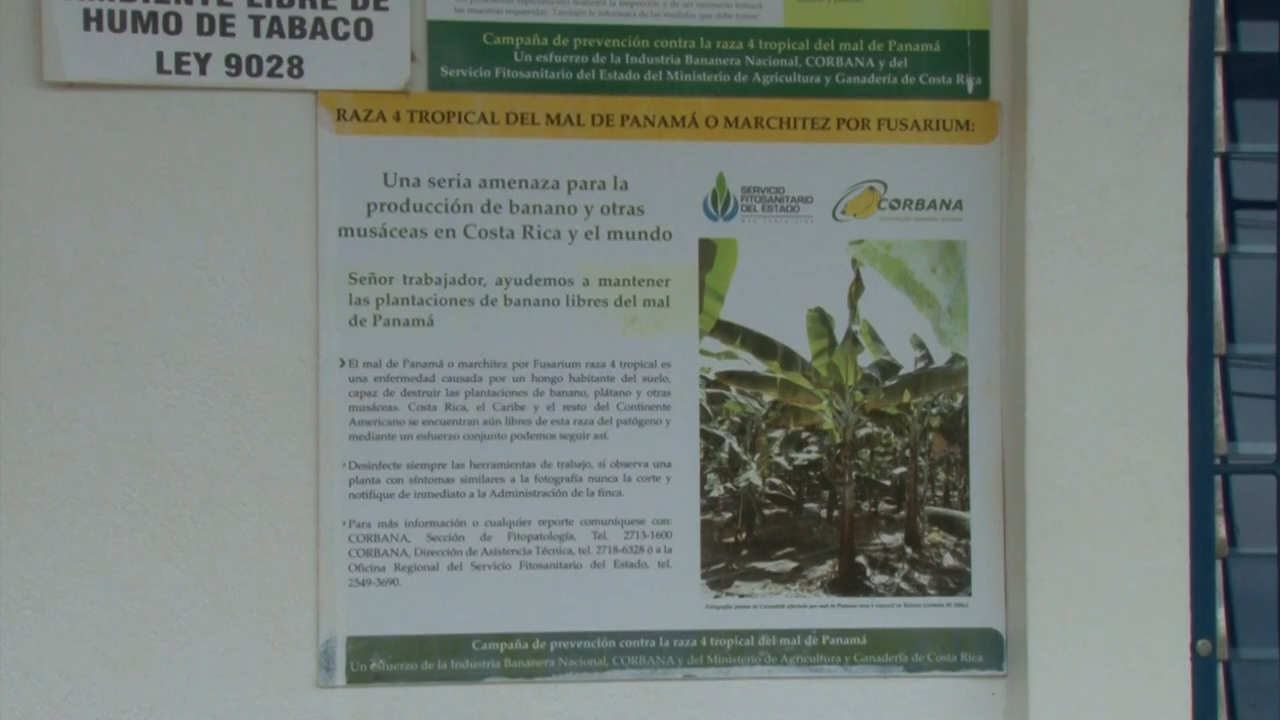 AMBIENTE LIBRE DE
HUMO DE TABACO
LEY 9028
Campaña de prevención contra la raza 4 tropical del mal de Panamá
Un esfuerzo de la Industria Bananera Nacional, CORBANA y del
Servicio Fitosanitario del Estado del Ministerio de Agricultura y Ganadería de Costa Rica
RAZA 4 TROPICAL DEL MAL DE PANAMÁ O MARCHITEZ POR FUSARIUM:
Una seria amenaza para la
producción de banano y otras
musáceas en Costa Rica y el mundo
SERVICIO
FITOSANITARIO
DEL ESTADO
CORBANA
Señor trabajador, ayudemos a mantener
las plantaciones de banano libres del mal
de Panamá
El mal de Panamá o marchitez por Fusarium raza 4 tropical es
una enfermedad causada por un hongo habitante del suelo,
capaz de destruir las plantaciones de banano, plátano y otras
musáceas. Costa Rica, el Caribe y el resto del Continente
Americano se encuentran aún libres de esta raza del patógeno y
mediante un esfuerzo conjunto podemos seguir así.
Desinfecte siempre las herramientas de trabajo, si observa una
planta con síntomas similares a la fotografía nunca la corte y
notifique de inmediato a la Administración de la finca.
Para más información o cualquier reporte comuníquese con:
CORBANA, Sección de Fitopatología, Tel. 2713-1600
CORBANA, Dirección de Asistencia Técnica, tel. 2718-6328 ó a la
Oficina Regional del Servicio Fitosanitario del Estado, tel.
2549-3690.
Campaña de prevención contra la raza 4 tropical del mal de Panamá
Un esfuerzo de la Industria Bananera Nacional, CORBANA y del Ministerio de Agricultura y Ganadería de Costa Rica